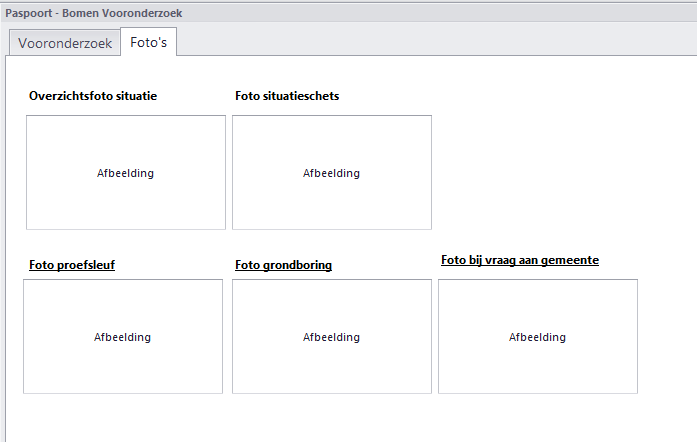 Paspoort - Bomen Vooronderzoek
Vooronderzoek Foto's
Overzichtsfoto situatie Foto situatieschets
Afbeelding Afbeelding
Foto proefsleuf Foto grondboring Foto bij vraag aan gemeente
Afbeelding Afbeelding Afbeelding